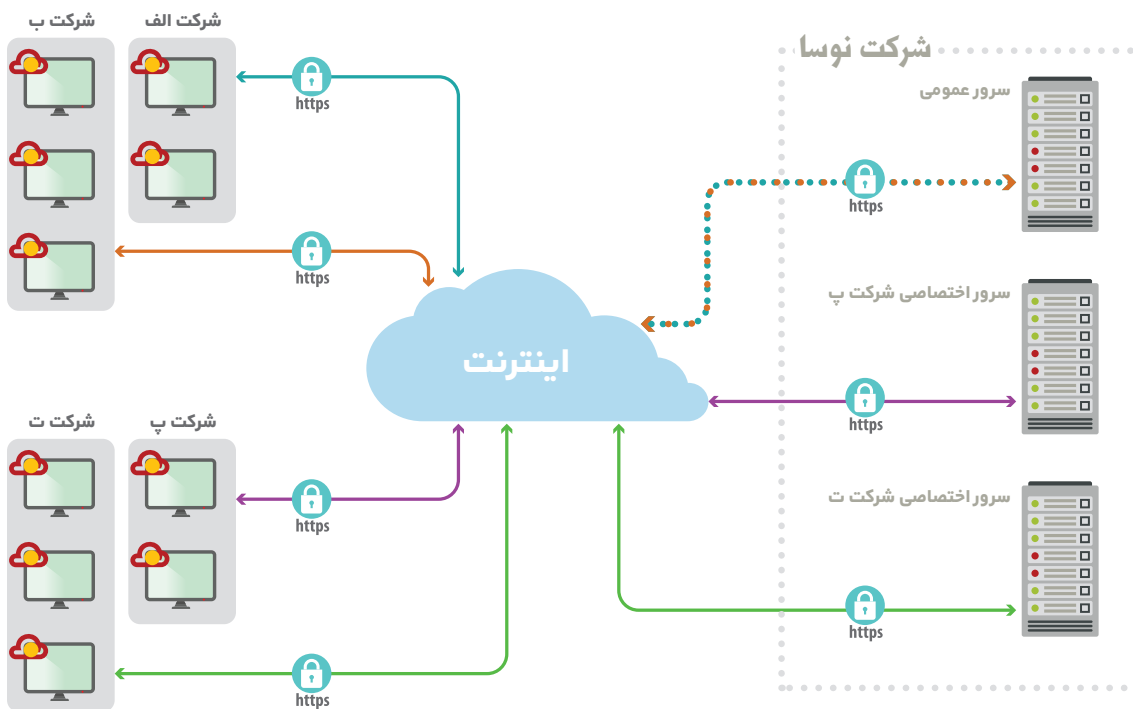 شرکت نوسا
شرکت الف
شرکت ب
https
سرور عمومی
https
https
سرور اختصاصی شرکت پ
اینترنت
https
شرکت پ
شرکت ت
سرور اختصاصی شرکت ت
https
https
https